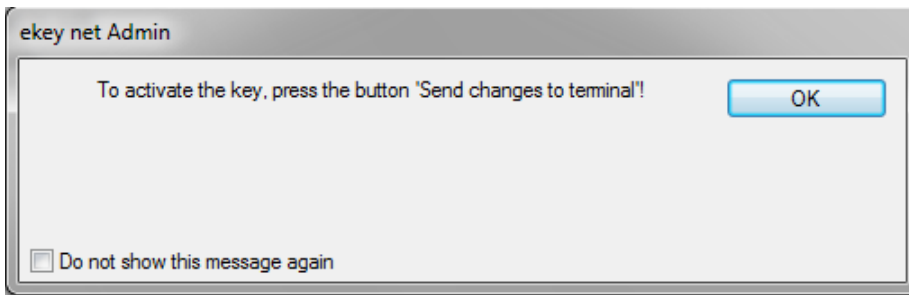 ekey net Admin
To activate the key, press the button 'Send changes to terminal'!
OK
Do not show this message again